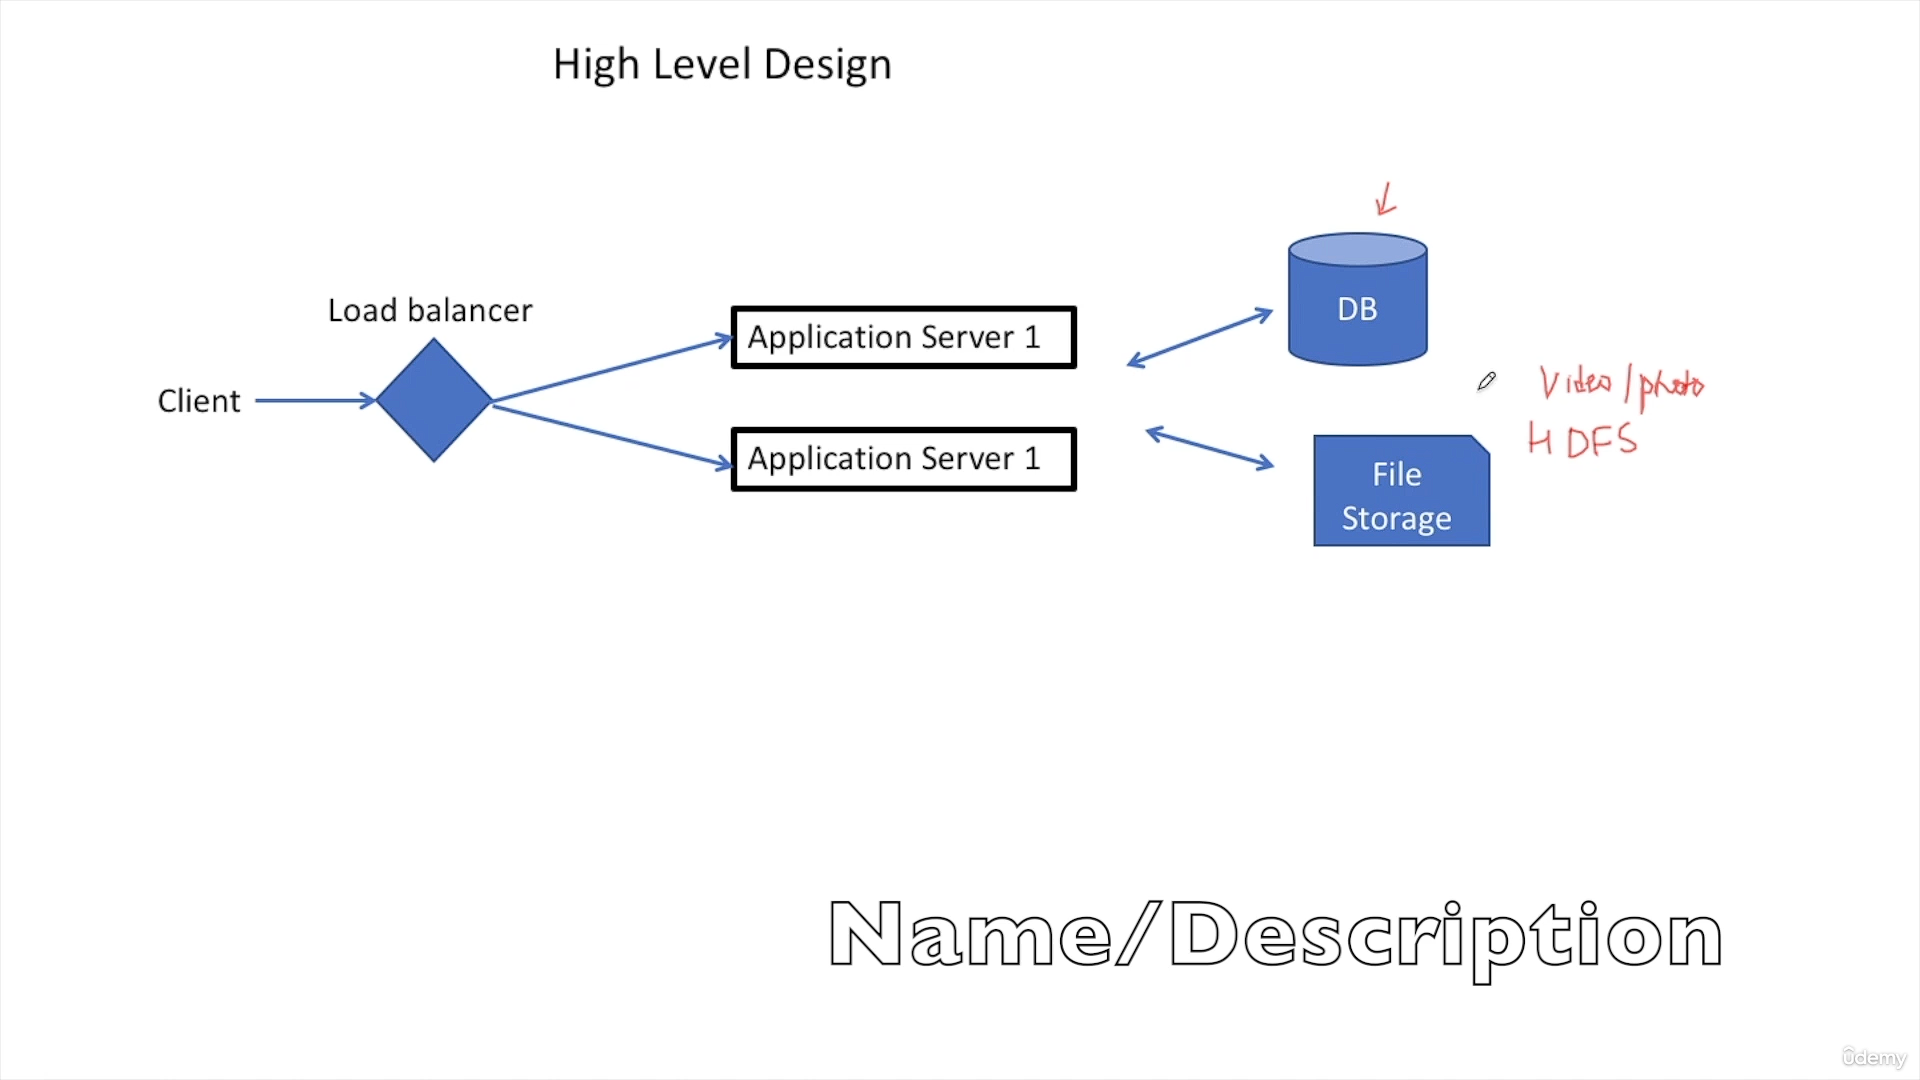 High Level Design
Load balancer
Client
Application Server 1
Application Server 1
DB
Video/photo
HDFS
File
Storage
Name/Description
ûdemy